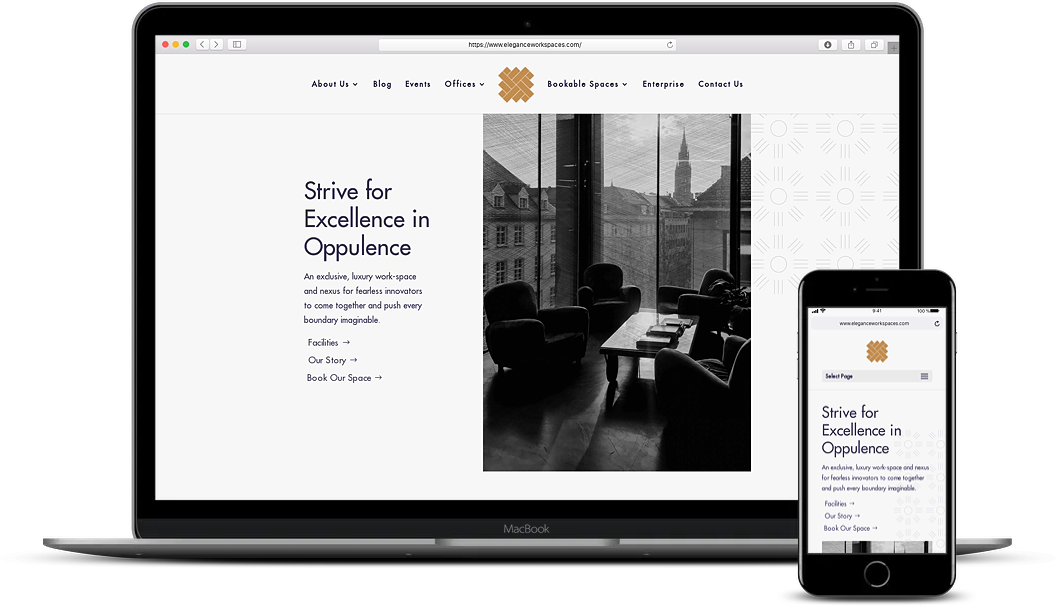 https://www.eleganceworkspaces.com/
About Us
Blog
Events
Offices
Bookable Spaces
Enterprise
Contact Us
Strive for
Excellence in
Oppulence
An exclusive, luxury work-space
and nexus for fearless innovators
to come together and push every
boundary imaginable.
Facilities →
Our Story →
Book Our Space →
MacBook
9:41
100 %
www.eleganceworkspaces.com
Select Page
Strive for
Excellence in
Oppulence
An exclusive, luxury work-space and nexus
for fearless innovators to come together
and push every boundary imaginable.
Facilities →
Our Story →
Book Our Space →